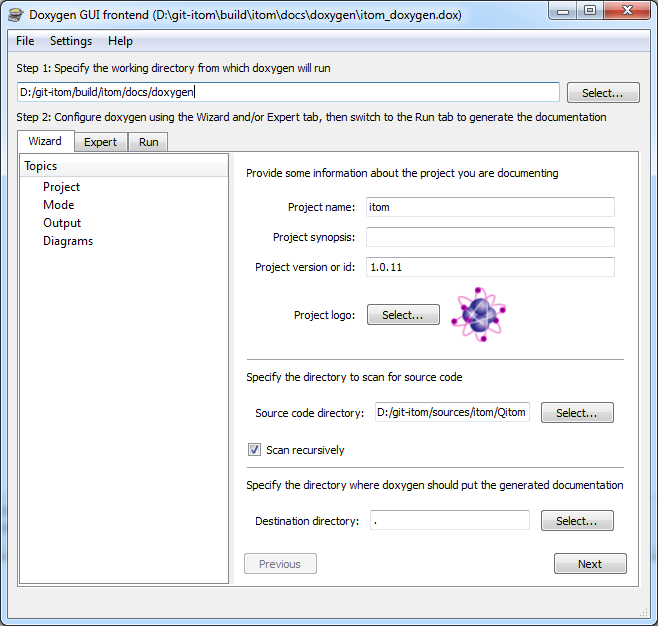 Doxygen GUI frontend (D:\git-itom\build\itom\docs\doxygen\itom_doxygen.dox)
File Settings Help
Step 1: Specify the working directory from which doxygen will run
D:/git-itom/build/itom/docs/doxygen
Select...
Step 2: Configure doxygen using the Wizard and/or Expert tab, then switch to the Run tab to generate the documentation
Wizard Expert Run
Topics
Project
Mode
Output
Diagrams
Provide some information about the project you are documenting
Project name: itom
Project synopsis:
Project version or id: 1.0.11
Project logo: Select...
Specify the directory to scan for source code
Source code directory: D:/git-itom/sources/itom/Qitom Select...
Scan recursively
Specify the directory where doxygen should put the generated documentation
Destination directory: . Select...
Previous Next